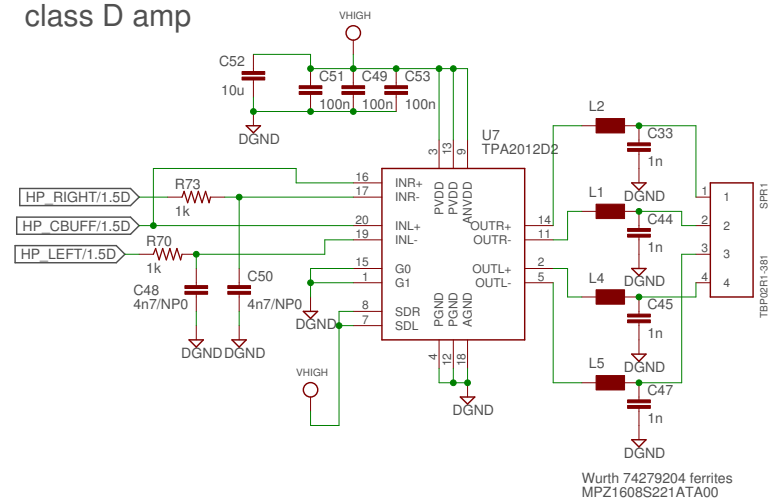 class D amp
VHIGH
C52
10u
C51
100n
C49
100n
C53
100n
DGND
U7
TPA2012D2
3
13
9
PVDD
PVDD
ANVDD
HP_RIGHT/1.5D
R73
1k
16
INR+
17
INR-
HP_CBUFF/1.5D
20
INL+
19
INL-
HP_LEFT/1.5D
R70
1k
15
G0
1
G1
C48
4n7/NP0
C50
4n7/NP0
DGND
8
SDR
7
SDL
DGND
DGND
VHIGH
PGND
PGND
AGND
4
12
18
DGND
OUTR+
14
OUTR-
11
OUTL+
2
OUTL-
5
L2
C33
1n
DGND
L1
C44
1n
DGND
L4
C45
1n
DGND
L5
C47
1n
DGND
1
1
2
2
3
3
4
4
SPR1
TBP02R1-381
Wurth 74279204 ferrites
MPZ1608S221ATA00